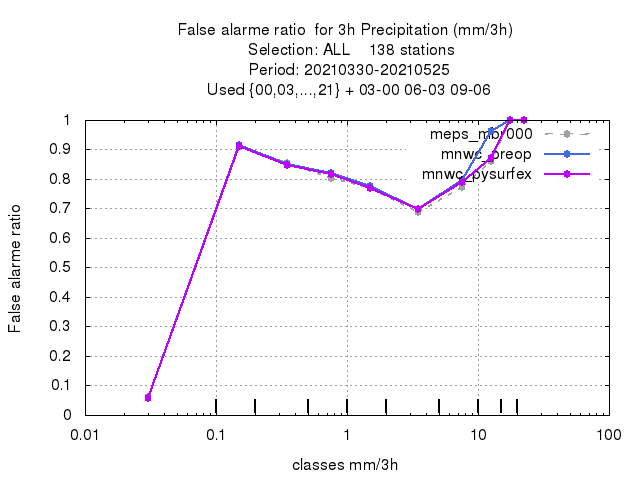 False alarme ratio  for 3h Precipitation (mm/3h)
Selection: ALL    138 stations
Period: 20210330-20210525
Used {00,03,...,21} + 03-00 06-03 09-06
1
0.9
0.8
0.7
0.6
0.5
0.4
0.3
0.2
0.1
0
False alarme ratio
meps_mbr000
mnwc_preop
mnwc_pysurfex
0.01
0.1
1
10
100
classes mm/3h